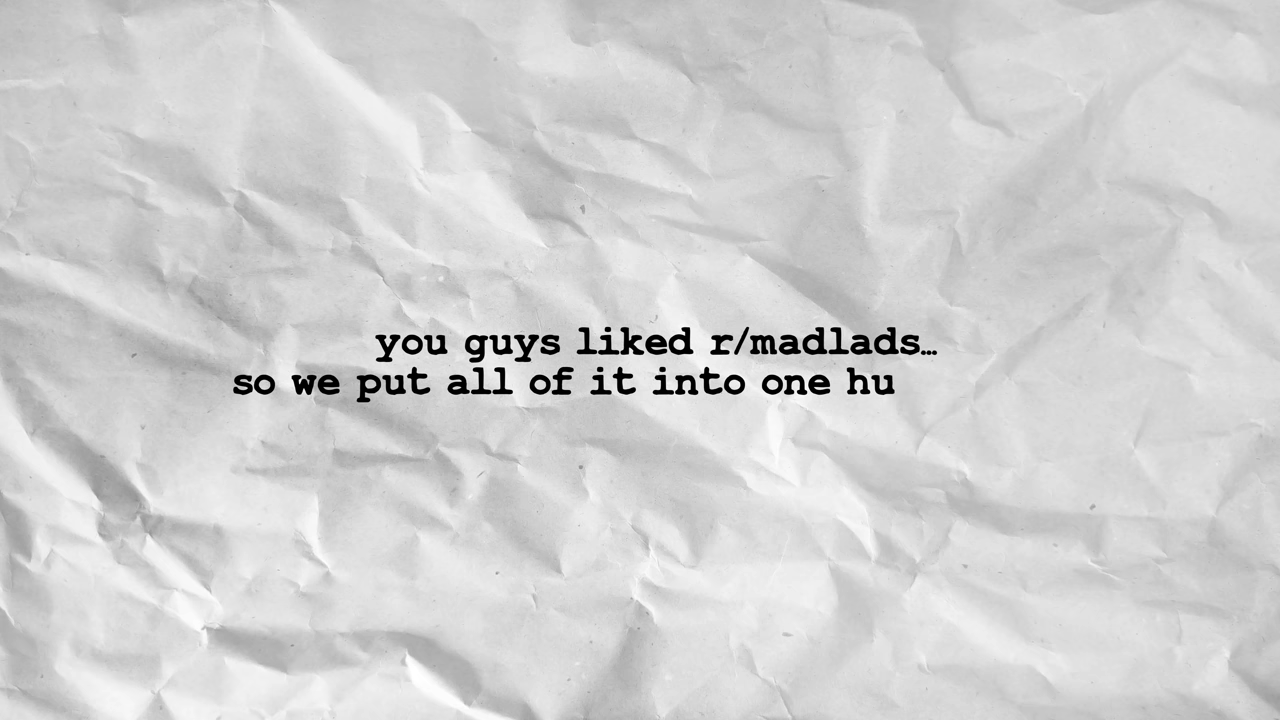 you guys liked r/madlads…
so we put all of it into one hu